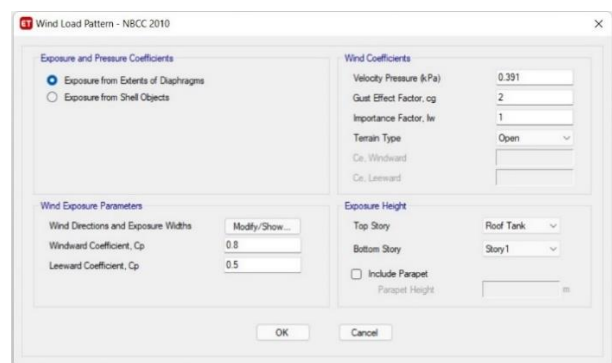 ET Wind Load Pattern - NBCC 2010
Exposure and Pressure Coefficients
Exposure from Extents of Diaphragms
Exposure from Shell Objects
Wind Coefficients
Velocity Pressure (kPa) 0.391
Gust Effect Factor, cg 2
Importance Factor, Iw 1
Terrain Type Open
Ce, Windward
Ce, Leeward
Wind Exposure Parameters
Wind Directions and Exposure Widths Modify/Show...
Windward Coefficient, Cp 0.8
Leeward Coefficient, Cp 0.5
Exposure Height
Top Story Roof Tank
Bottom Story Story1
Include Parapet
Parapet Height m
OK Cancel